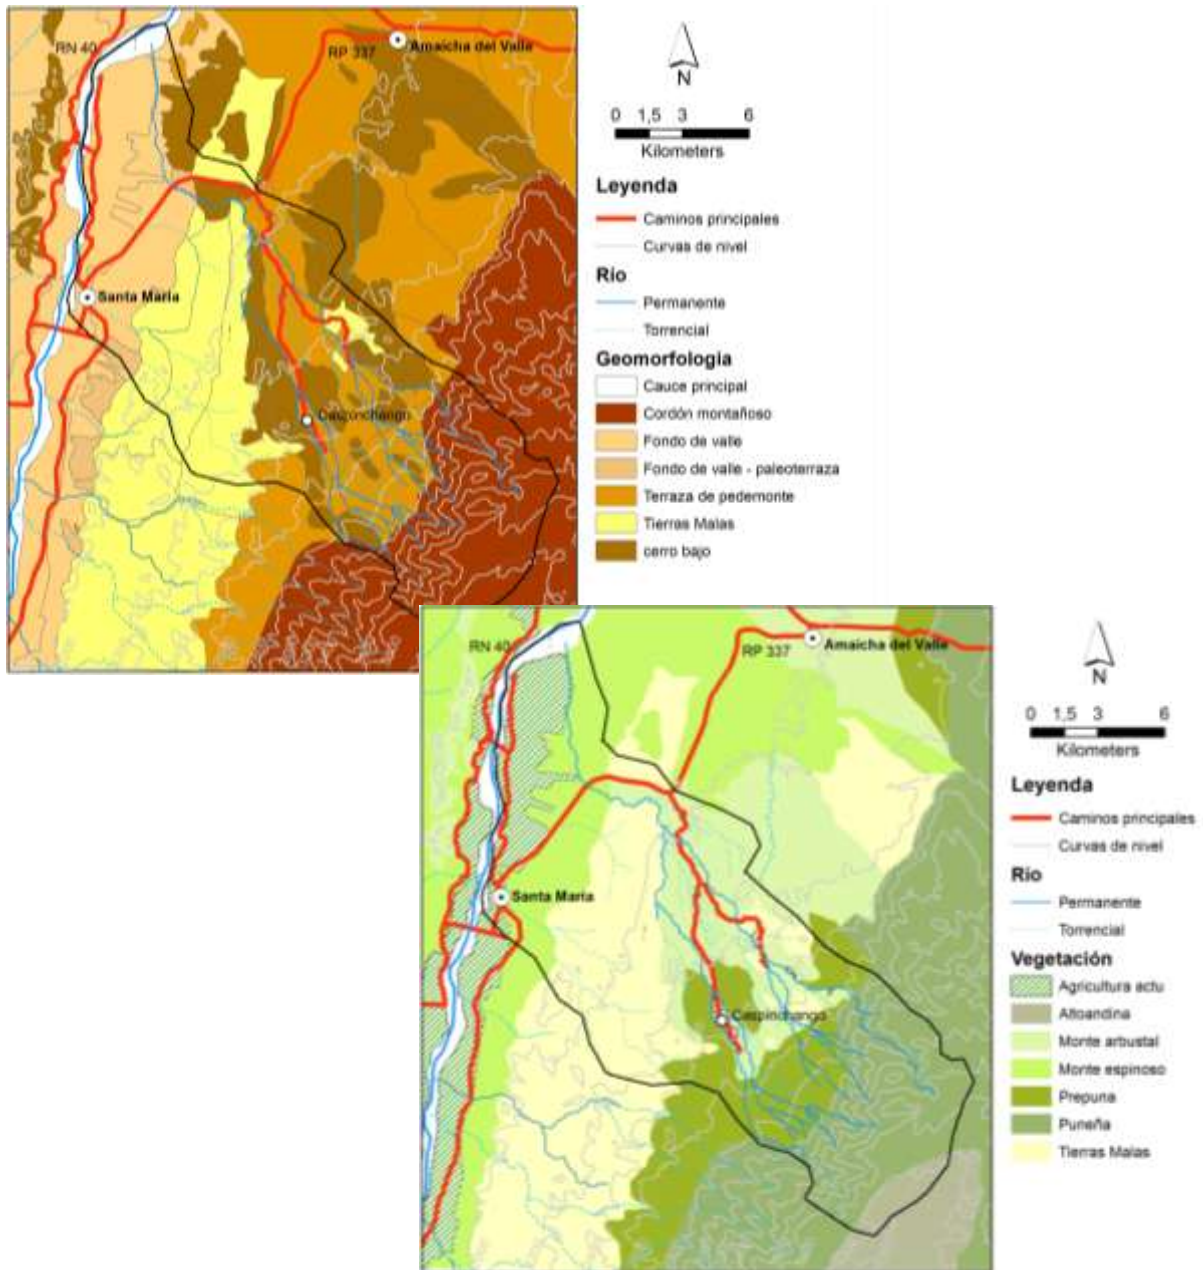 RN 40
RP 337
Amaicha del Valle
Santa Maria
N
0 1,5 3 6
Kilometers
Leyenda
Caminos principales
Curvas de nivel
Río
Permanente
Torrencial
Geomorfología
Cauce principal
Cordón montañoso
Fondo de valle
Fondo de valle - paleoterraza
Terraza de pedemonte
Tierras Malas
cerro bajo
RN 40
RP 337
Amaicha del Valle
Santa Maria
Caspinchango
N
0 1,5 3 6
Kilometers
Leyenda
Caminos principales
Curvas de nivel
Río
Permanente
Torrencial
Vegetación
Agricultura actu
Altoandina
Monte arbustal
Monte espinoso
Prepuna
Puneña
Tierras Malas